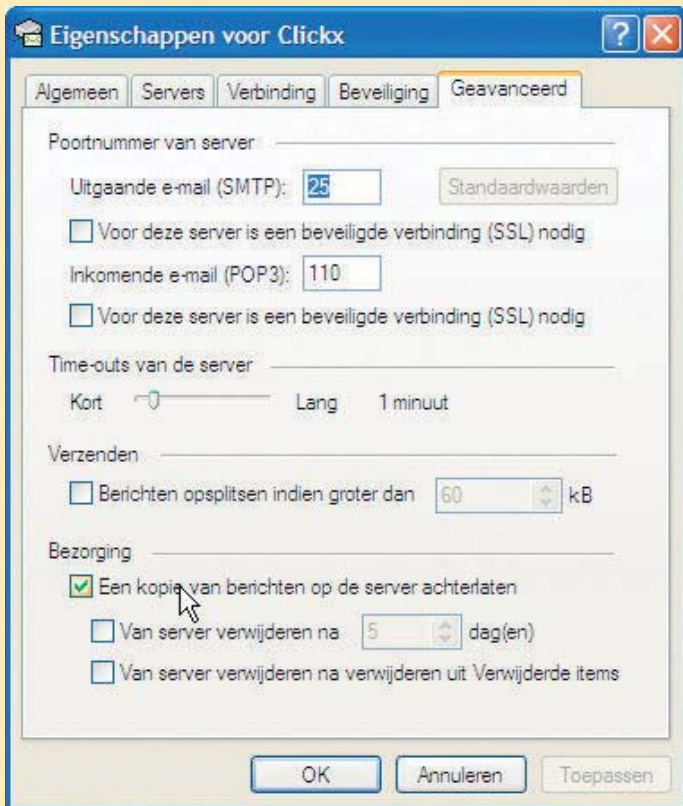 Eigenschappen voor Clickx
Algemeen Servers Verbinding Beveiliging Geavanceerd
Poortnummer van server
Uitgaande e-mail (SMTP): 25 Standaardwaarden
Voor deze server is een beveiligde verbinding (SSL) nodig
Inkomende e-mail (POP3): 110
Voor deze server is een beveiligde verbinding (SSL) nodig
Time-outs van de server
Kort Lang 1 minuut
Verzenden
Berichten opsplitsen indien groter dan 60 kB
Bezorging
Een kopie van berichten op de server achterlaten
Van server verwijderen na 5 dag(en)
Van server verwijderen na verwijderen uit Verwijderde items
OK Annuleren Toepassen